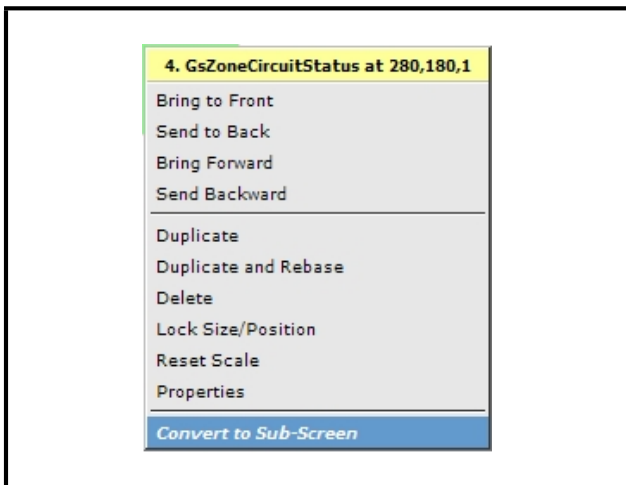 4. GsZoneCircuitStatus at 280,180,1
Bring to Front
Send to Back
Bring Forward
Send Backward
Duplicate
Duplicate and Rebase
Delete
Lock Size/Position
Reset Scale
Properties
Convert to Sub-Screen